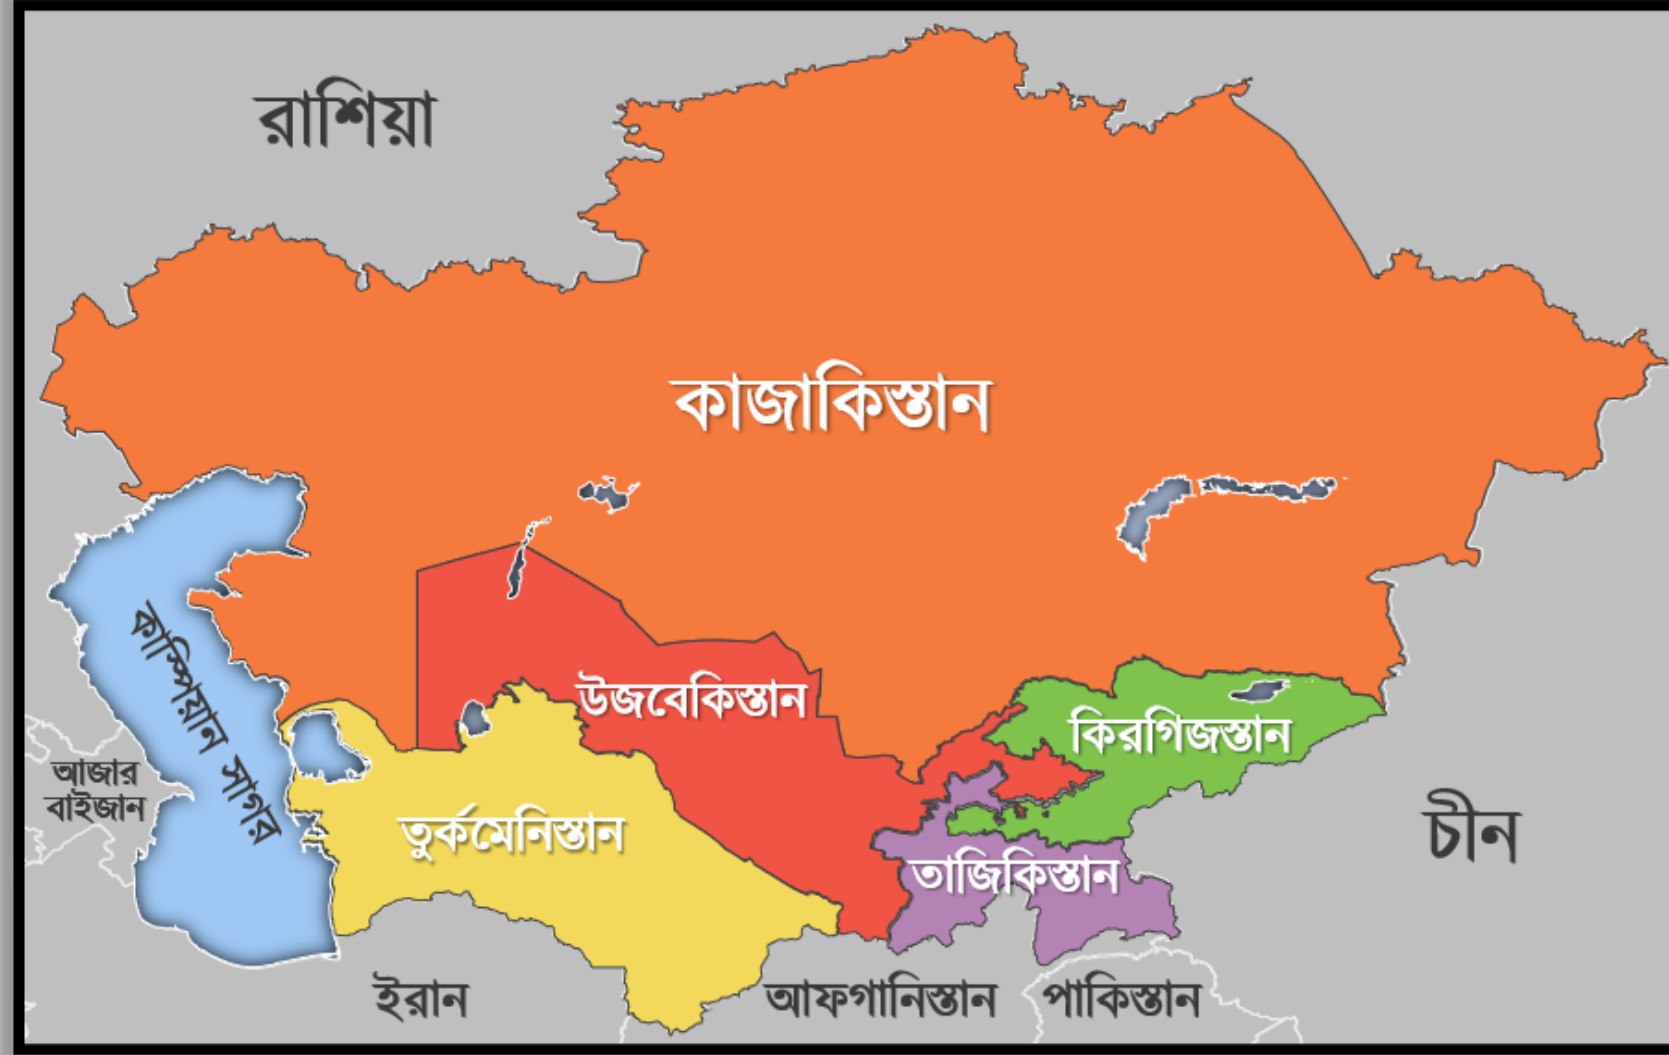 রাশিয়া
কাজাকিস্তান
কাস্পিয়ান সাগর
উজবেকিস্তান
কিরগিজস্তান
আজার
বাইজান
তুর্কমেনিস্তান
চীন
তাজিকিস্তান
ইরান
আফগানিস্তান
পাকিস্তান